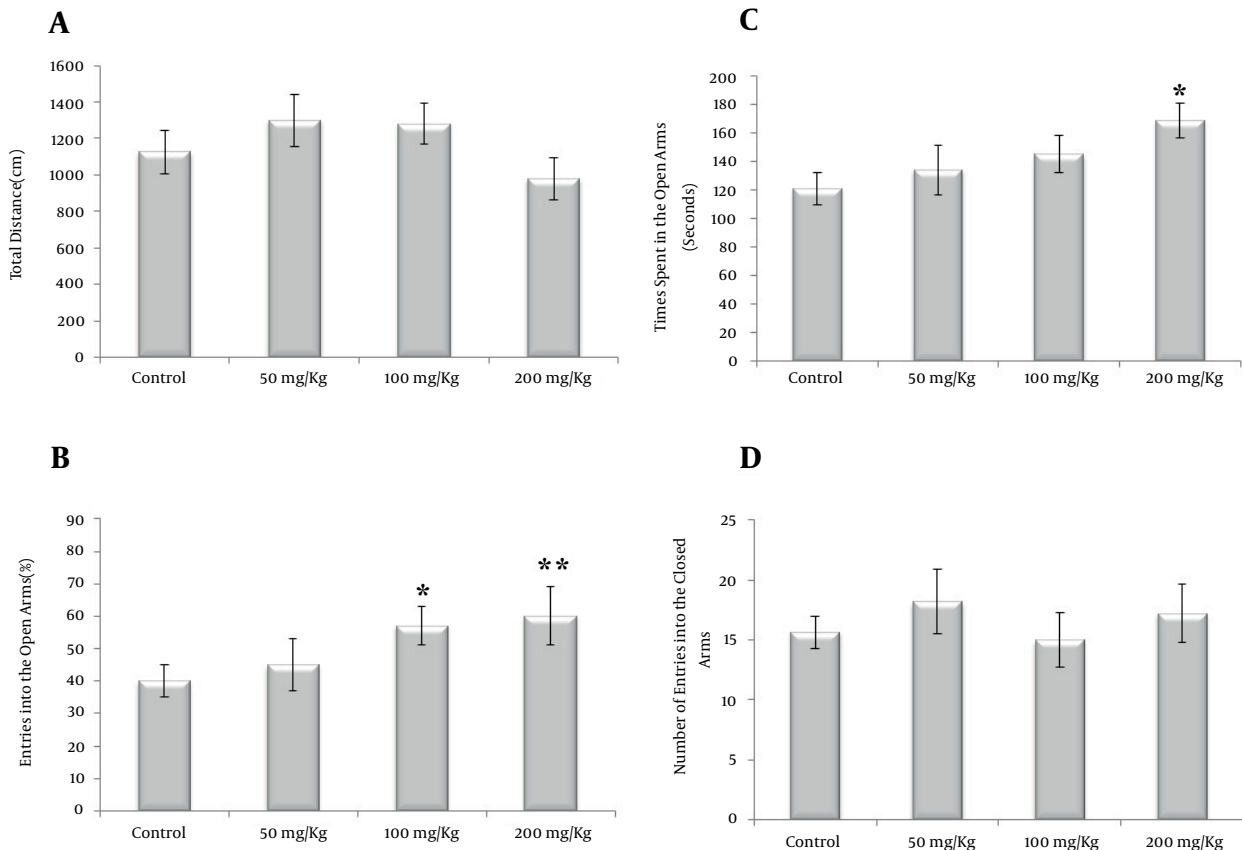 A
Total Distance(cm)
1600
1400
1200
1000
800
600
400
200
0
Control
50 mg/Kg
100 mg/Kg
200 mg/Kg
C
Times Spent in the Open Arms
(Seconds)
200
180
160
140
120
100
80
60
40
20
0
*
Control
50 mg/Kg
100 mg/Kg
200 mg/Kg
B
Entries into the Open Arms(%)
90
80
70
60
50
40
30
20
10
0
*
**
Control
50 mg/Kg
100 mg/Kg
200 mg/Kg
D
Number of Entries into the Closed
Arms
25
20
15
10
5
0
Control
50 mg/Kg
100 mg/Kg
200 mg/Kg